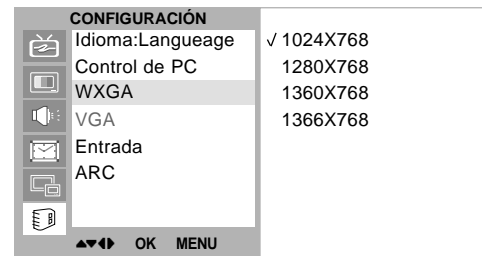 CONFIGURACIÓN
Idioma:Langueage
√ 1024X768
Control de PC
1280X768
WXGA
1360X768
VGA
1366X768
Entrada
ARC
▲▼◀▶ OK MENU